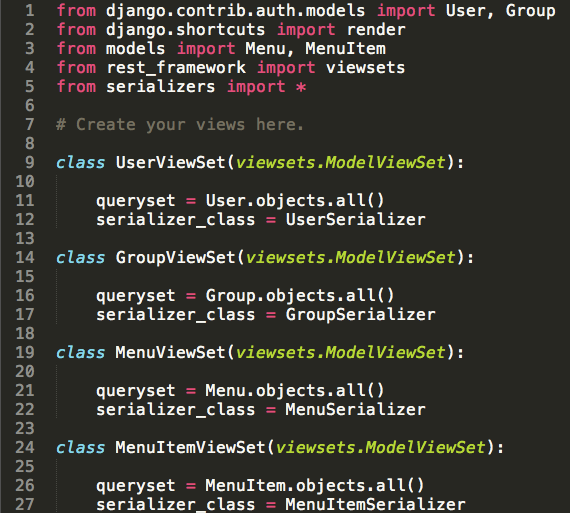 1 from django.contrib.auth.models import User, Group
2 from django.shortcuts import render
3 from models import Menu, MenuItem
4 from rest_framework import viewsets
5 from serializers import *
6
7 # Create your views here.
8
9 class UserViewSet(viewsets.ModelViewSet):
10
11     queryset = User.objects.all()
12     serializer_class = UserSerializer
13
14 class GroupViewSet(viewsets.ModelViewSet):
15
16     queryset = Group.objects.all()
17     serializer_class = GroupSerializer
18
19 class MenuViewSet(viewsets.ModelViewSet):
20
21     queryset = Menu.objects.all()
22     serializer_class = MenuSerializer
23
24 class MenuItemViewSet(viewsets.ModelViewSet):
25
26     queryset = MenuItem.objects.all()
27     serializer_class = MenuItemSerializer